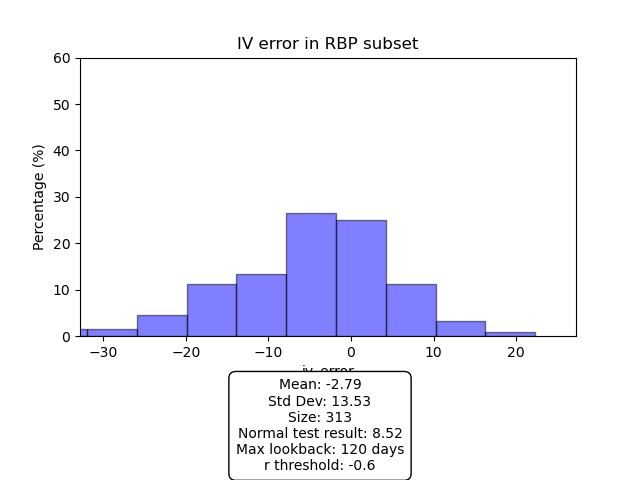 IV error in RBP subset
Percentage (%)
60
50
40
30
20
10
0
−30 −20 −10 0 10 20
iv_error
Mean: -2.79
Std Dev: 13.53
Size: 313
Normal test result: 8.52
Max lookback: 120 days
r threshold: -0.6